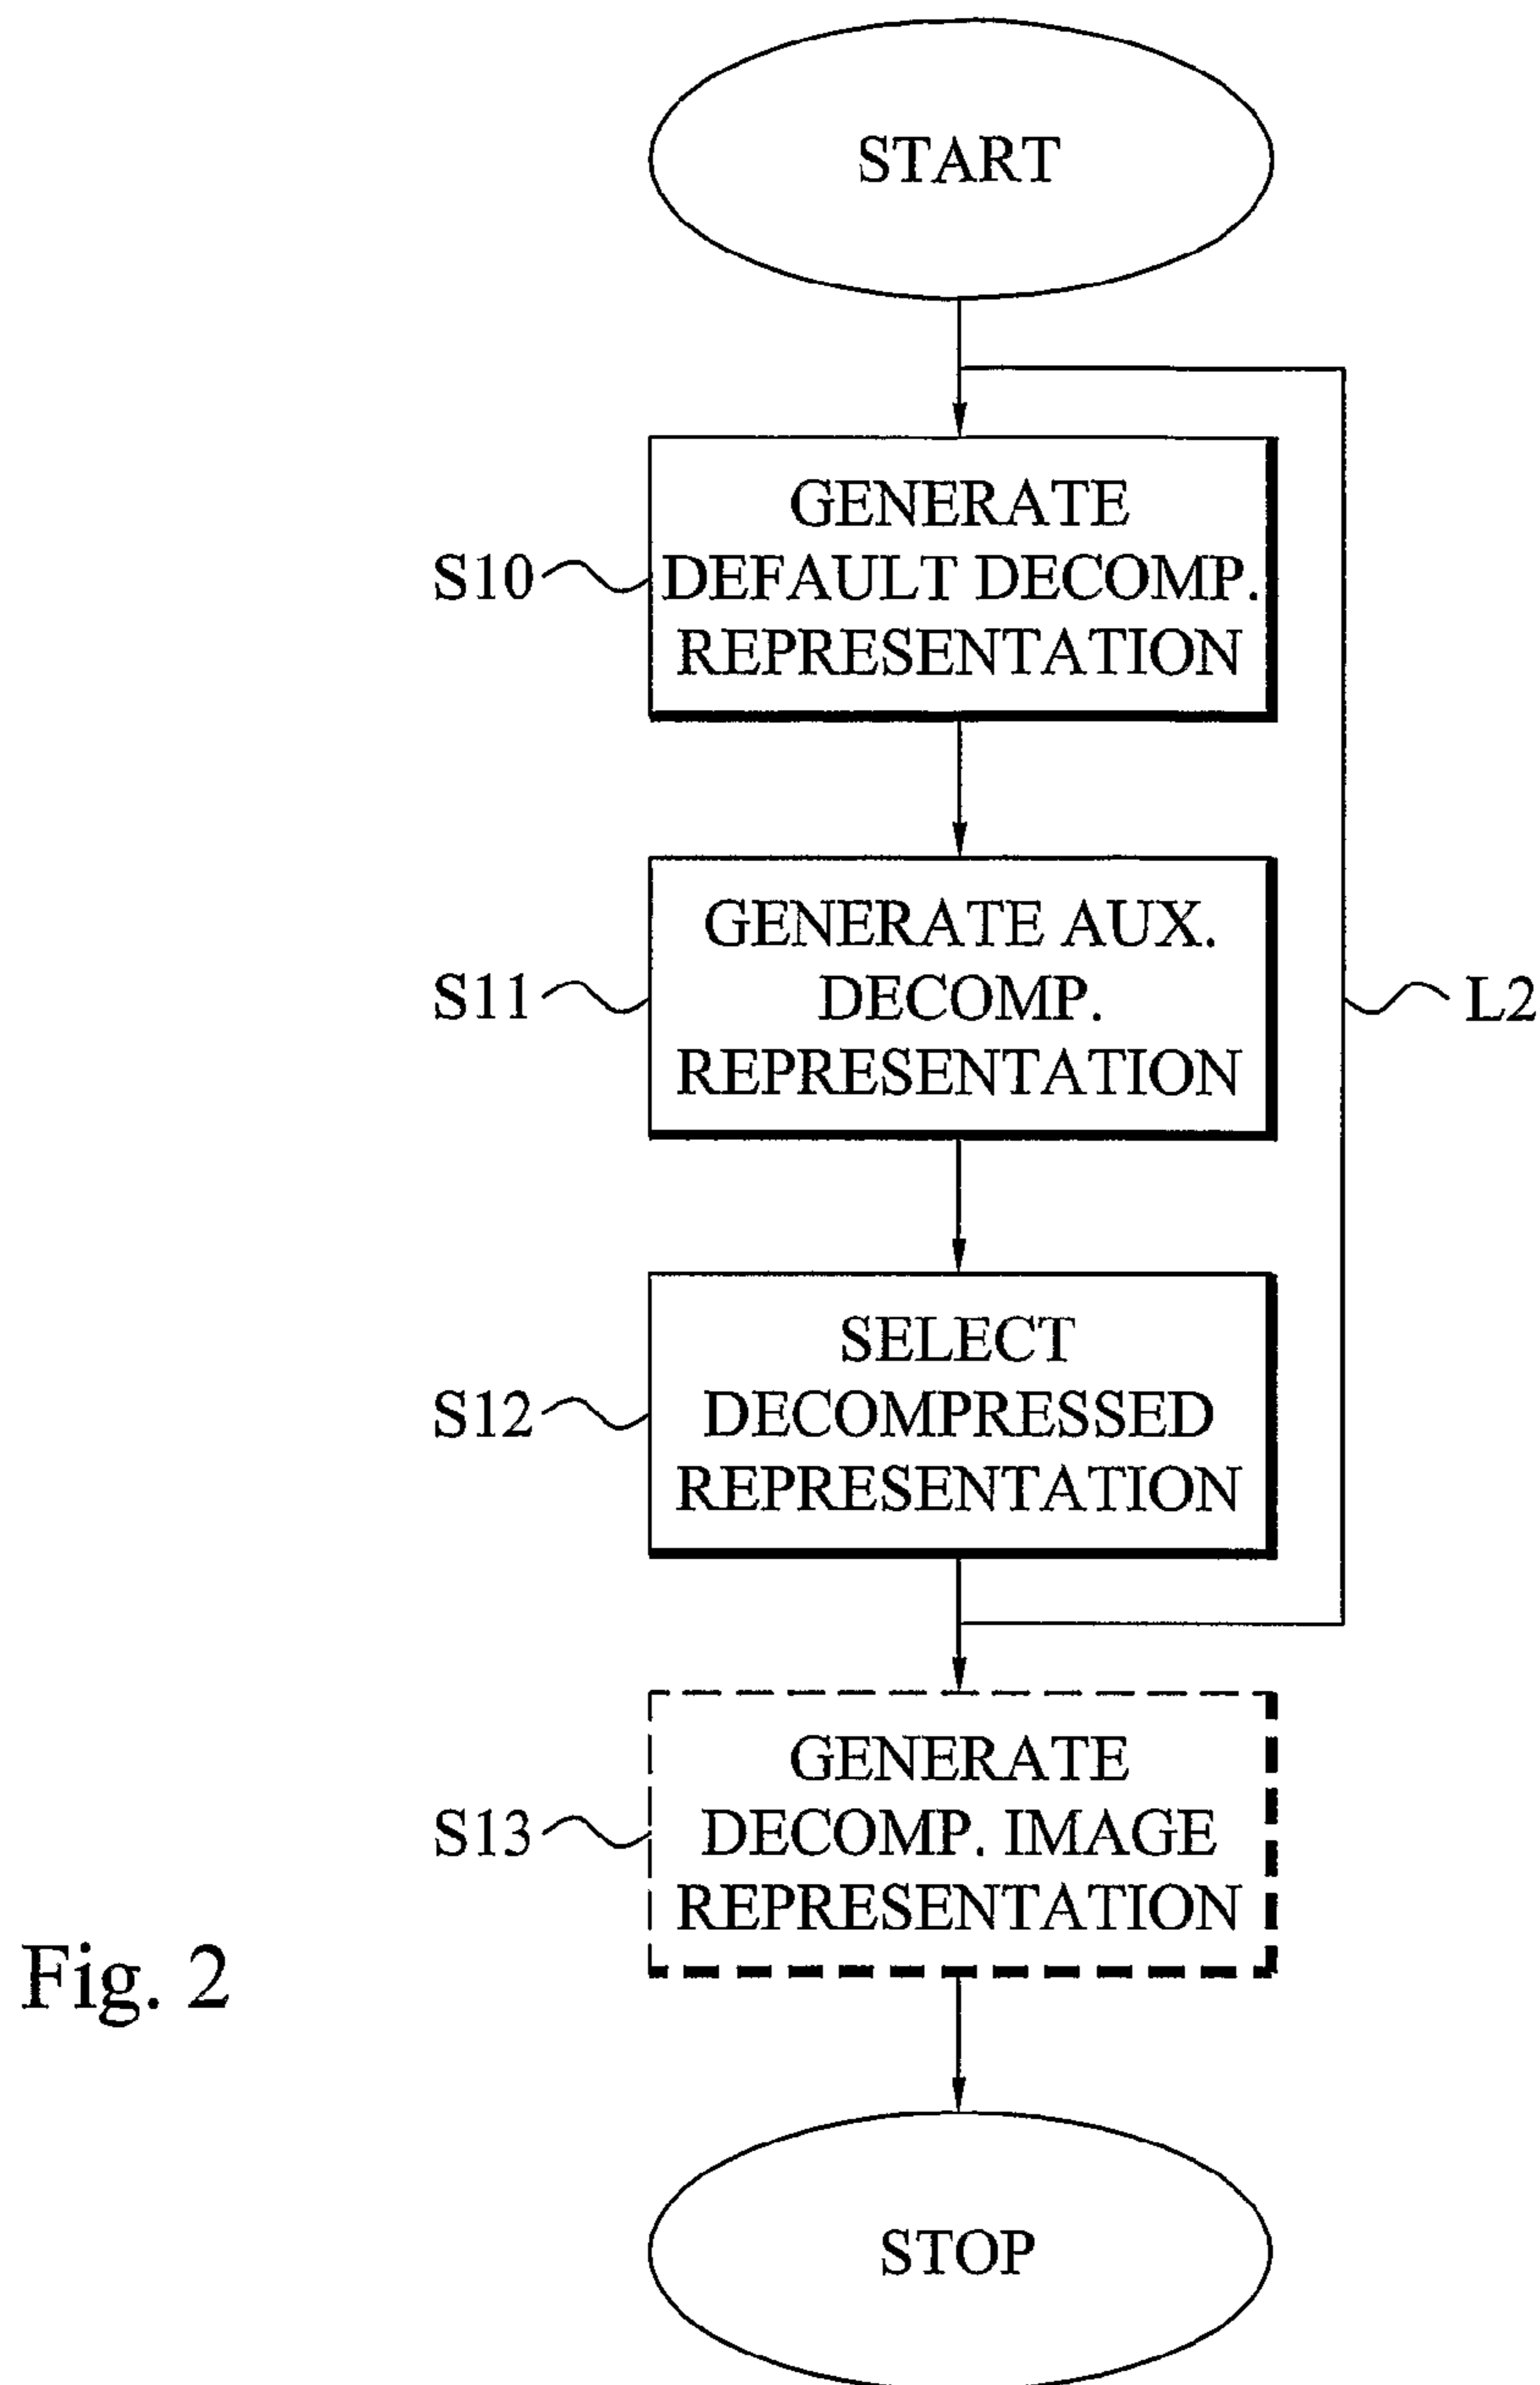 START
GENERATE
S10 DEFAULT DECOMP.
REPRESENTATION
GENERATE AUX.
S11 DECOMP. L2
REPRESENTATION
SELECT
S12 DECOMPRESSED
REPRESENTATION
GENERATE
S13 DECOMP. IMAGE
REPRESENTATION
Fig. 2
STOP